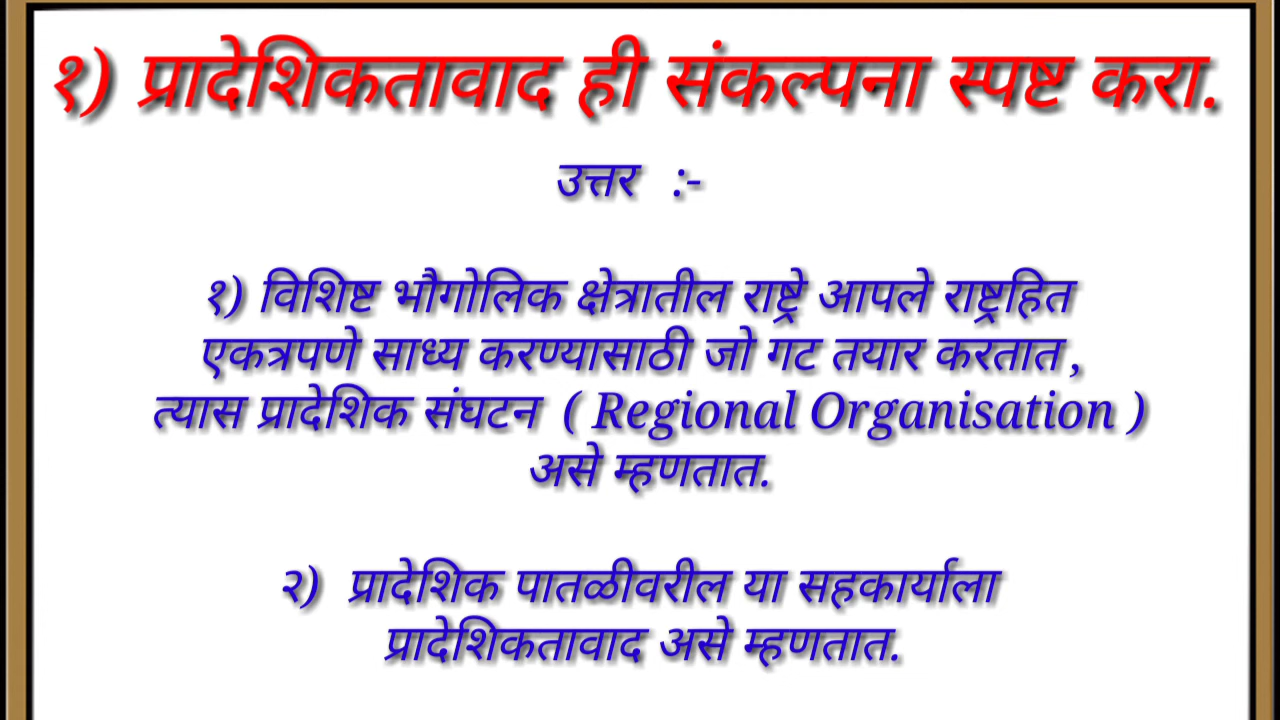 १) प्रादेशिकतावाद ही संकल्पना स्पष्ट करा.
उत्तर :-
१) विशिष्ट भौगोलिक क्षेत्रातील राष्ट्रे आपले राष्ट्रहित
एकत्रपणे साध्य करण्यासाठी जो गट तयार करतात ,
त्यास प्रादेशिक संघटन ( Regional Organisation )
असे म्हणतात.
२) प्रादेशिक पातळीवरील या सहकार्याला
प्रादेशिकतावाद असे म्हणतात.